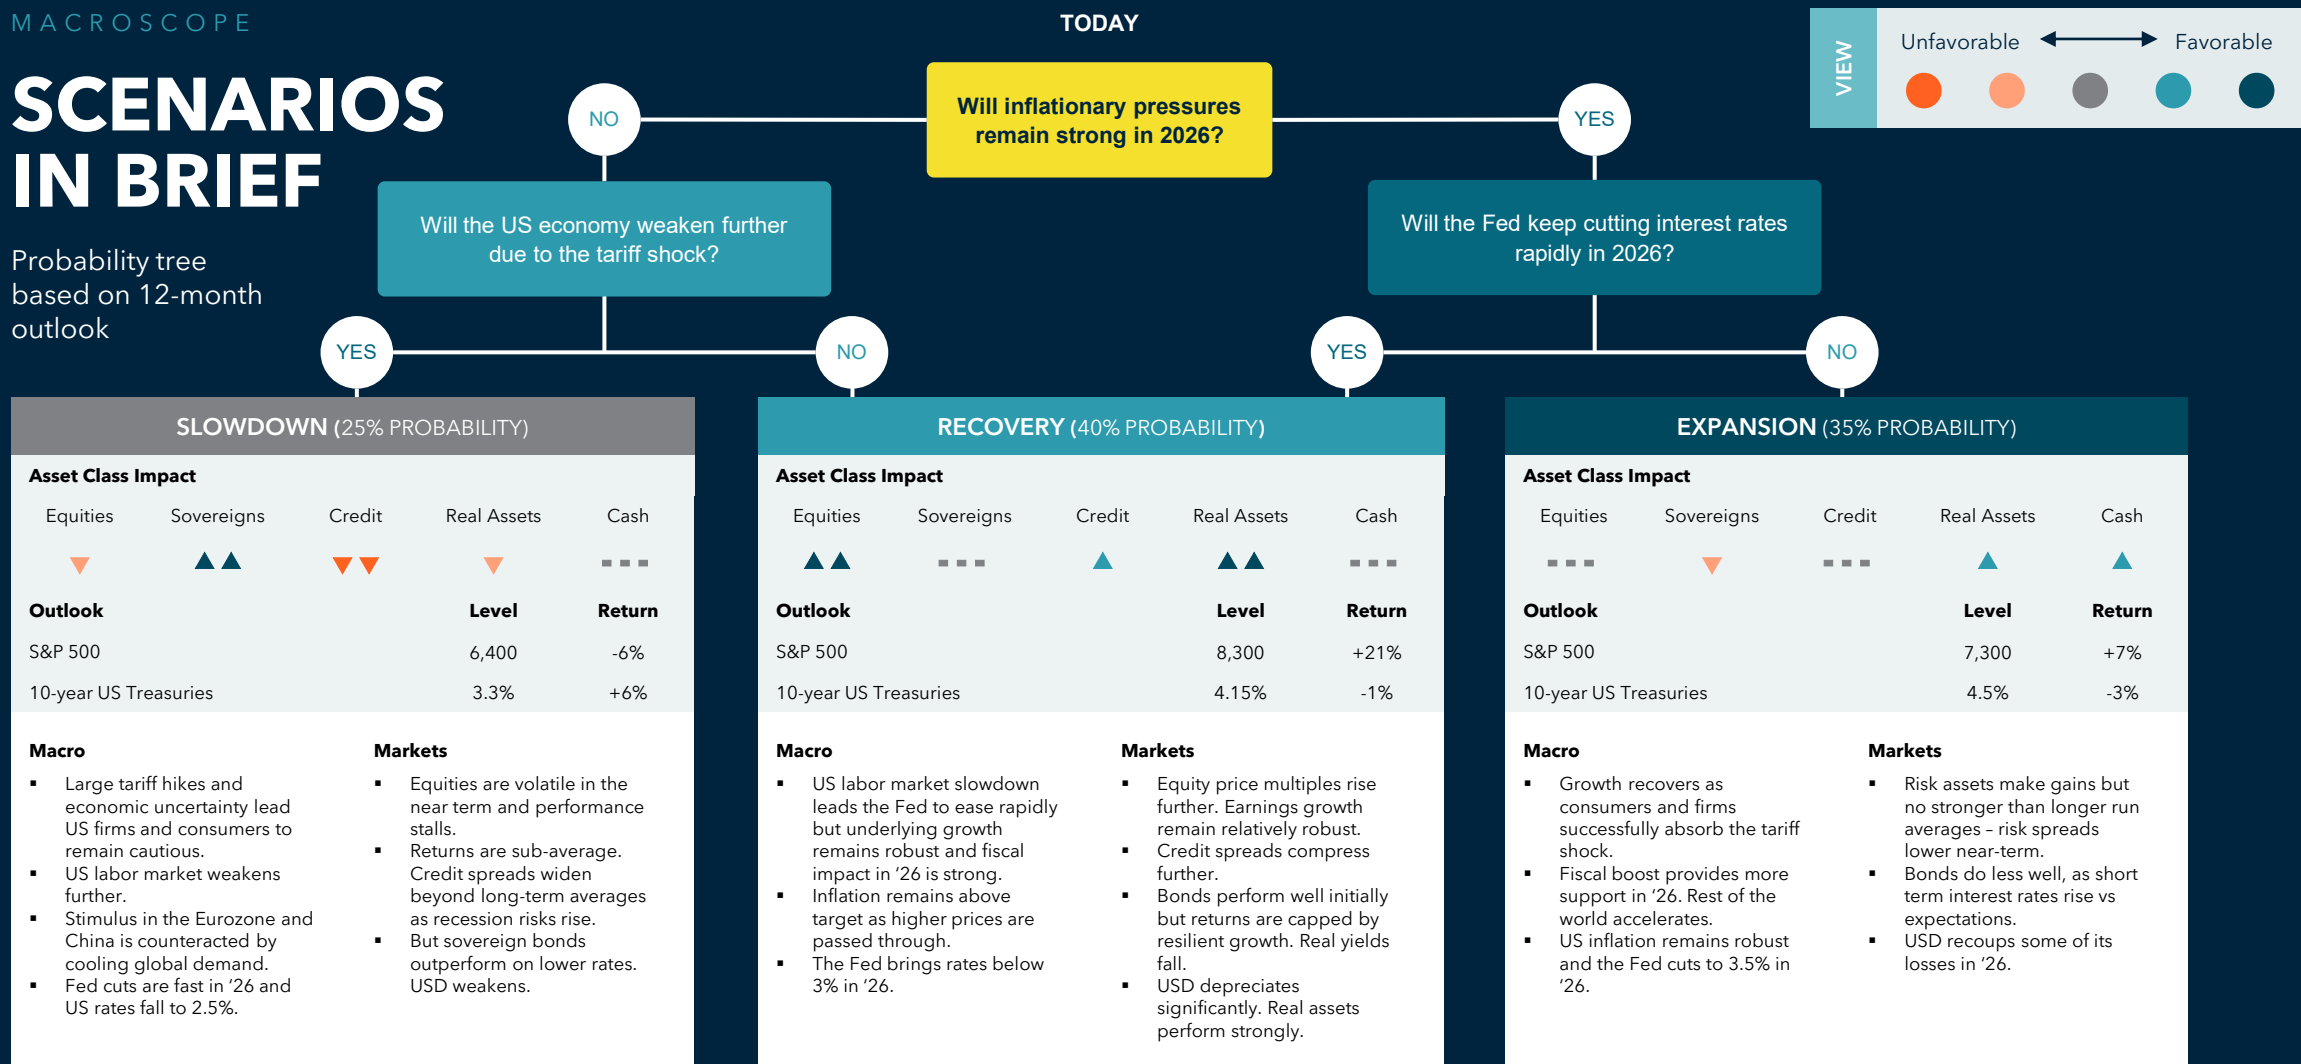 MACROSCOPE
SCENARIOS
IN BRIEF
Probability tree
based on 12-month
outlook
TODAY
Will inflationary pressures
remain strong in 2026?
NO
YES
VIEW
Unfavorable
Favorable
Will the US economy weaken further
due to the tariff shock?
Will the Fed keep cutting interest rates
rapidly in 2026?
YES
NO
YES
NO
SLOWDOWN (25% PROBABILITY)
Asset Class Impact
Equities Sovereigns Credit Real Assets Cash
Outlook Level Return
S&P 500 6,400 -6%
10-year US Treasuries 3.3% +6%
Macro
▪ Large tariff hikes and
economic uncertainty lead
US firms and consumers to
remain cautious.
▪ US labor market weakens
further.
▪ Stimulus in the Eurozone and
China is counteracted by
cooling global demand.
▪ Fed cuts are fast in '26 and
US rates fall to 2.5%.
Markets
▪ Equities are volatile in the
near term and performance
stalls.
▪ Returns are sub-average.
Credit spreads widen
beyond long-term averages
as recession risks rise.
▪ But sovereign bonds
outperform on lower rates.
USD weakens.
RECOVERY (40% PROBABILITY)
Asset Class Impact
Equities Sovereigns Credit Real Assets Cash
Outlook Level Return
S&P 500 8,300 +21%
10-year US Treasuries 4.15% -1%
Macro
▪ US labor market slowdown
leads the Fed to ease rapidly
but underlying growth
remains robust and fiscal
impact in '26 is strong.
▪ Inflation remains above
target as higher prices are
passed through.
▪ The Fed brings rates below
3% in '26.
Markets
▪ Equity price multiples rise
further. Earnings growth
remain relatively robust.
▪ Credit spreads compress
further.
▪ Bonds perform well initially
but returns are capped by
resilient growth. Real yields
fall.
▪ USD depreciates
significantly. Real assets
perform strongly.
EXPANSION (35% PROBABILITY)
Asset Class Impact
Equities Sovereigns Credit Real Assets Cash
Outlook Level Return
S&P 500 7,300 +7%
10-year US Treasuries 4.5% -3%
Macro
▪ Growth recovers as
consumers and firms
successfully absorb the tariff
shock.
▪ Fiscal boost provides more
support in '26. Rest of the
world accelerates.
▪ US inflation remains robust
and the Fed cuts to 3.5% in
'26.
Markets
▪ Risk assets make gains but
no stronger than longer run
averages – risk spreads
lower near-term.
▪ Bonds do less well, as short
term interest rates rise vs
expectations.
▪ USD recoups some of its
losses in '26.